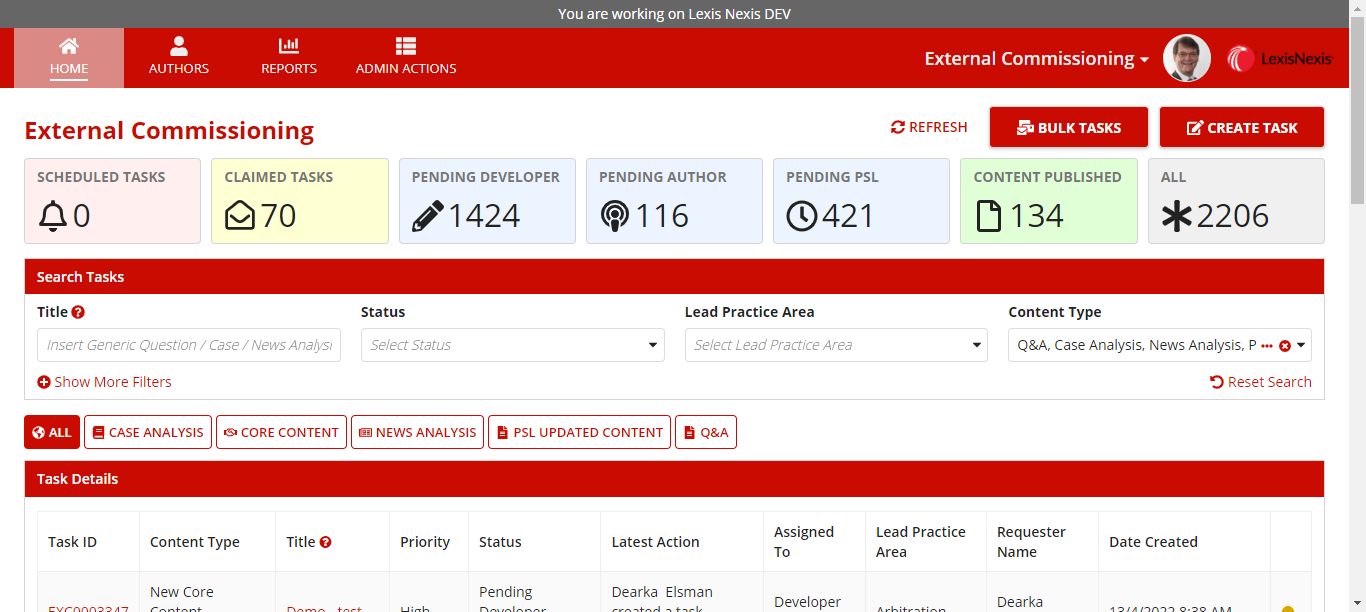 You are working on Lexis Nexis DEV
HOME
AUTHORS
REPORTS
ADMIN ACTIONS
External Commissioning
LexisNexis
External Commissioning
REFRESH
BULK TASKS
CREATE TASK
SCHEDULED TASKS
0
CLAIMED TASKS
70
PENDING DEVELOPER
1424
PENDING AUTHOR
116
PENDING PSL
421
CONTENT PUBLISHED
134
ALL
2206
Search Tasks
Title
Status
Lead Practice Area
Content Type
Insert Generic Question / Case / News Analysi
Select Status
Select Lead Practice Area
Q&A, Case Analysis, News Analysis, P
Show More Filters
Reset Search
ALL
CASE ANALYSIS
CORE CONTENT
NEWS ANALYSIS
PSL UPDATED CONTENT
Q&A
Task Details
Task ID
Content Type
Title
Priority
Status
Latest Action
Assigned To
Lead Practice Area
Requester Name
Date Created
EXC0003347
New Core
Content
Demo - test
High
Pending
Developer
Dearka Elsman
created a task
Developer
Arbitration
Dearka
13/4/2022 8:38 AM